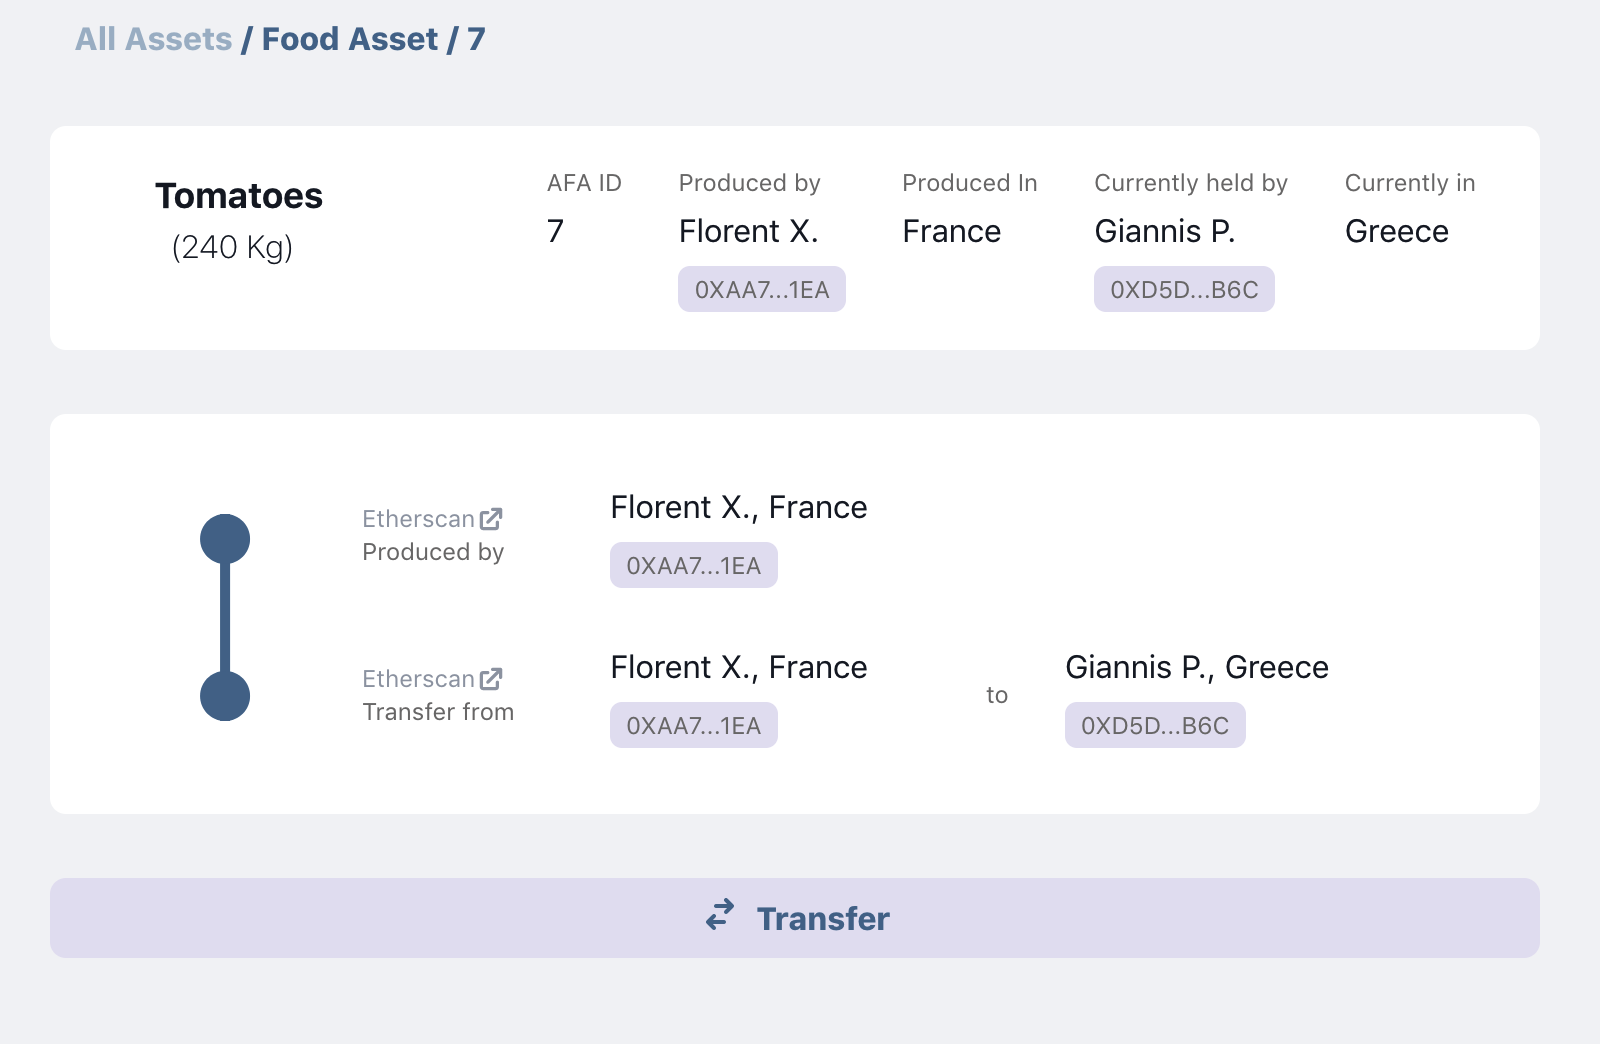 All Assets / Food Asset / 7
Tomatoes
(240 Kg)
AFA ID
7
Produced by
Florent X.
0XAA7...1EA
Produced In
France
Currently held by
Giannis P.
0XD5D...B6C
Currently in
Greece
Etherscan
Produced by
Florent X., France
0XAA7...1EA
Etherscan
Transfer from
Florent X., France
0XAA7...1EA
to
Giannis P., Greece
0XD5D...B6C
Transfer